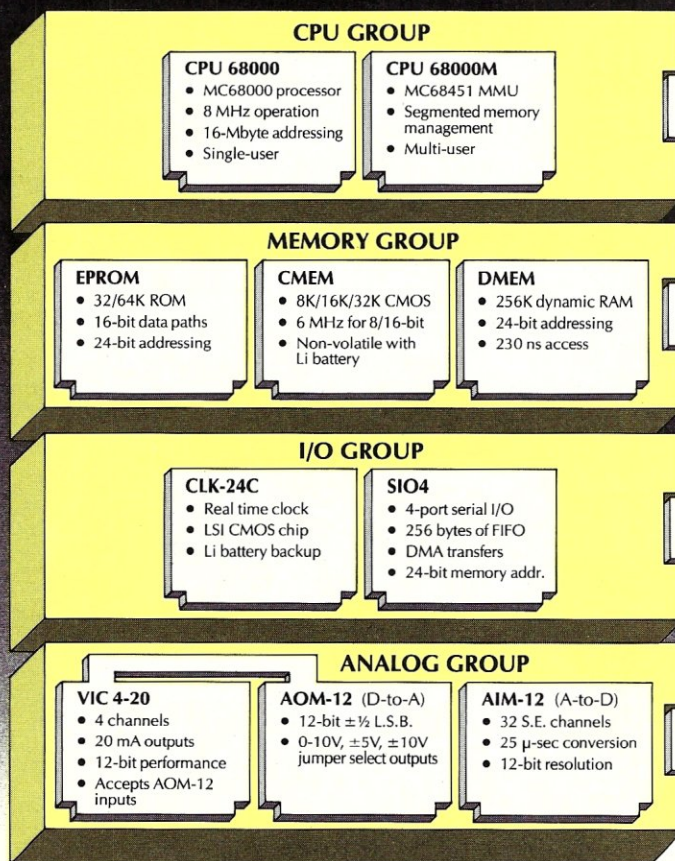 CPU GROUP
CPU 68000
• MC68000 processor
• 8 MHz operation
• 16-Mbyte addressing
• Single-user
CPU 68000M
• MC68451 MMU
• Segmented memory
management
• Multi-user
MEMORY GROUP
EPROM
• 32/64K ROM
• 16-bit data paths
• 24-bit addressing
CMEM
• 8K/16K/32K CMOS
• 6 MHz for 8/16-bit
• Non-volatile with
Li battery
DMEM
• 256K dynamic RAM
• 24-bit addressing
• 230 ns access
I/O GROUP
CLK-24C
• Real time clock
• LSI CMOS chip
• Li battery backup
SIO4
• 4-port serial I/O
• 256 bytes of FIFO
• DMA transfers
• 24-bit memory addr.
ANALOG GROUP
VIC 4-20
• 4 channels
• 20 mA outputs
• 12-bit performance
• Accepts AOM-12
inputs
AOM-12 (D-to-A)
• 12-bit ±½ L.S.B.
• 0-10V, ±5V, ±10V
jumper select outputs
AIM-12 (A-to-D)
• 32 S.E. channels
• 25 μ-sec conversion
• 12-bit resolution